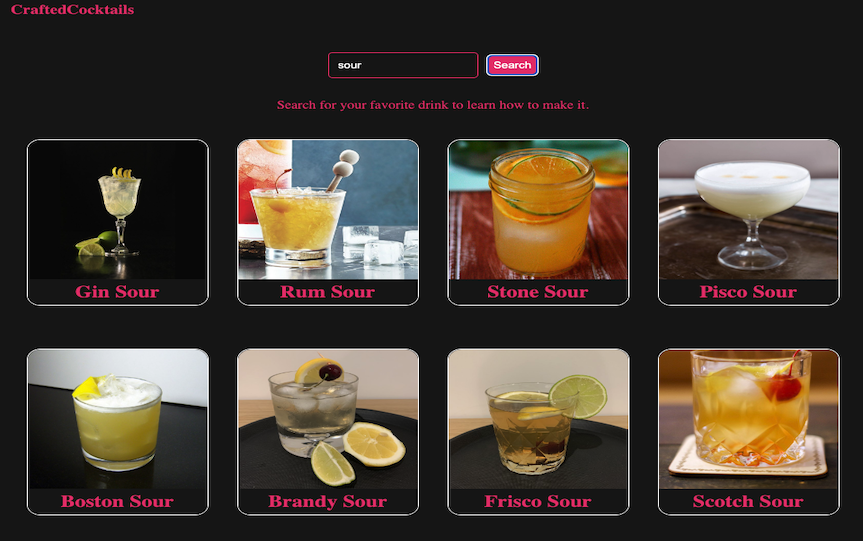 CraftedCocktails
sour
Search
Search for your favorite drink to learn how to make it.
Gin Sour
Rum Sour
Stone Sour
Pisco Sour
Boston Sour
Brandy Sour
Frisco Sour
Scotch Sour